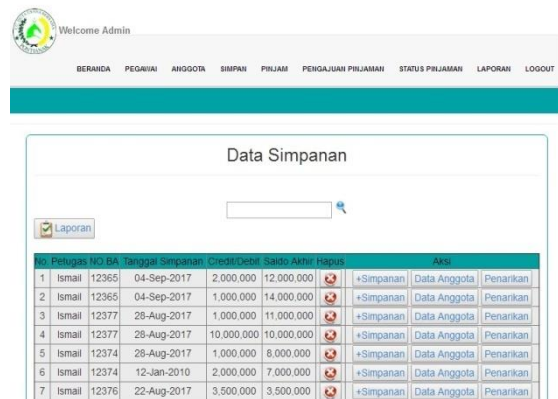 Welcome Admin
BERANDA PEGAWAI ANGGOTA SIMPAN PINJAM PENGAJUAN PINJAMAN STATUS PINJAMAN LAPORAN LOGOUT
Data Simpanan
Laporan
No. Petugas NO.BA Tanggal Simpanan Credit/Debit Saldo Akhir Hapus Aksi
1 Ismail 12365 04-Sep-2017 2,000,000 12,000,000 +Simpanan Data Anggota Penarikan
2 Ismail 12365 04-Sep-2017 1,000,000 14,000,000 +Simpanan Data Anggota Penarikan
3 Ismail 12377 28-Aug-2017 1,000,000 11,000,000 +Simpanan Data Anggota Penarikan
4 Ismail 12377 28-Aug-2017 10,000,000 10,000,000 +Simpanan Data Anggota Penarikan
5 Ismail 12374 28-Aug-2017 1,000,000 8,000,000 +Simpanan Data Anggota Penarikan
6 Ismail 12374 12-Jan-2010 2,000,000 7,000,000 +Simpanan Data Anggota Penarikan
7 Ismail 12376 22-Aug-2017 3,500,000 3,500,000 +Simpanan Data Anggota Penarikan